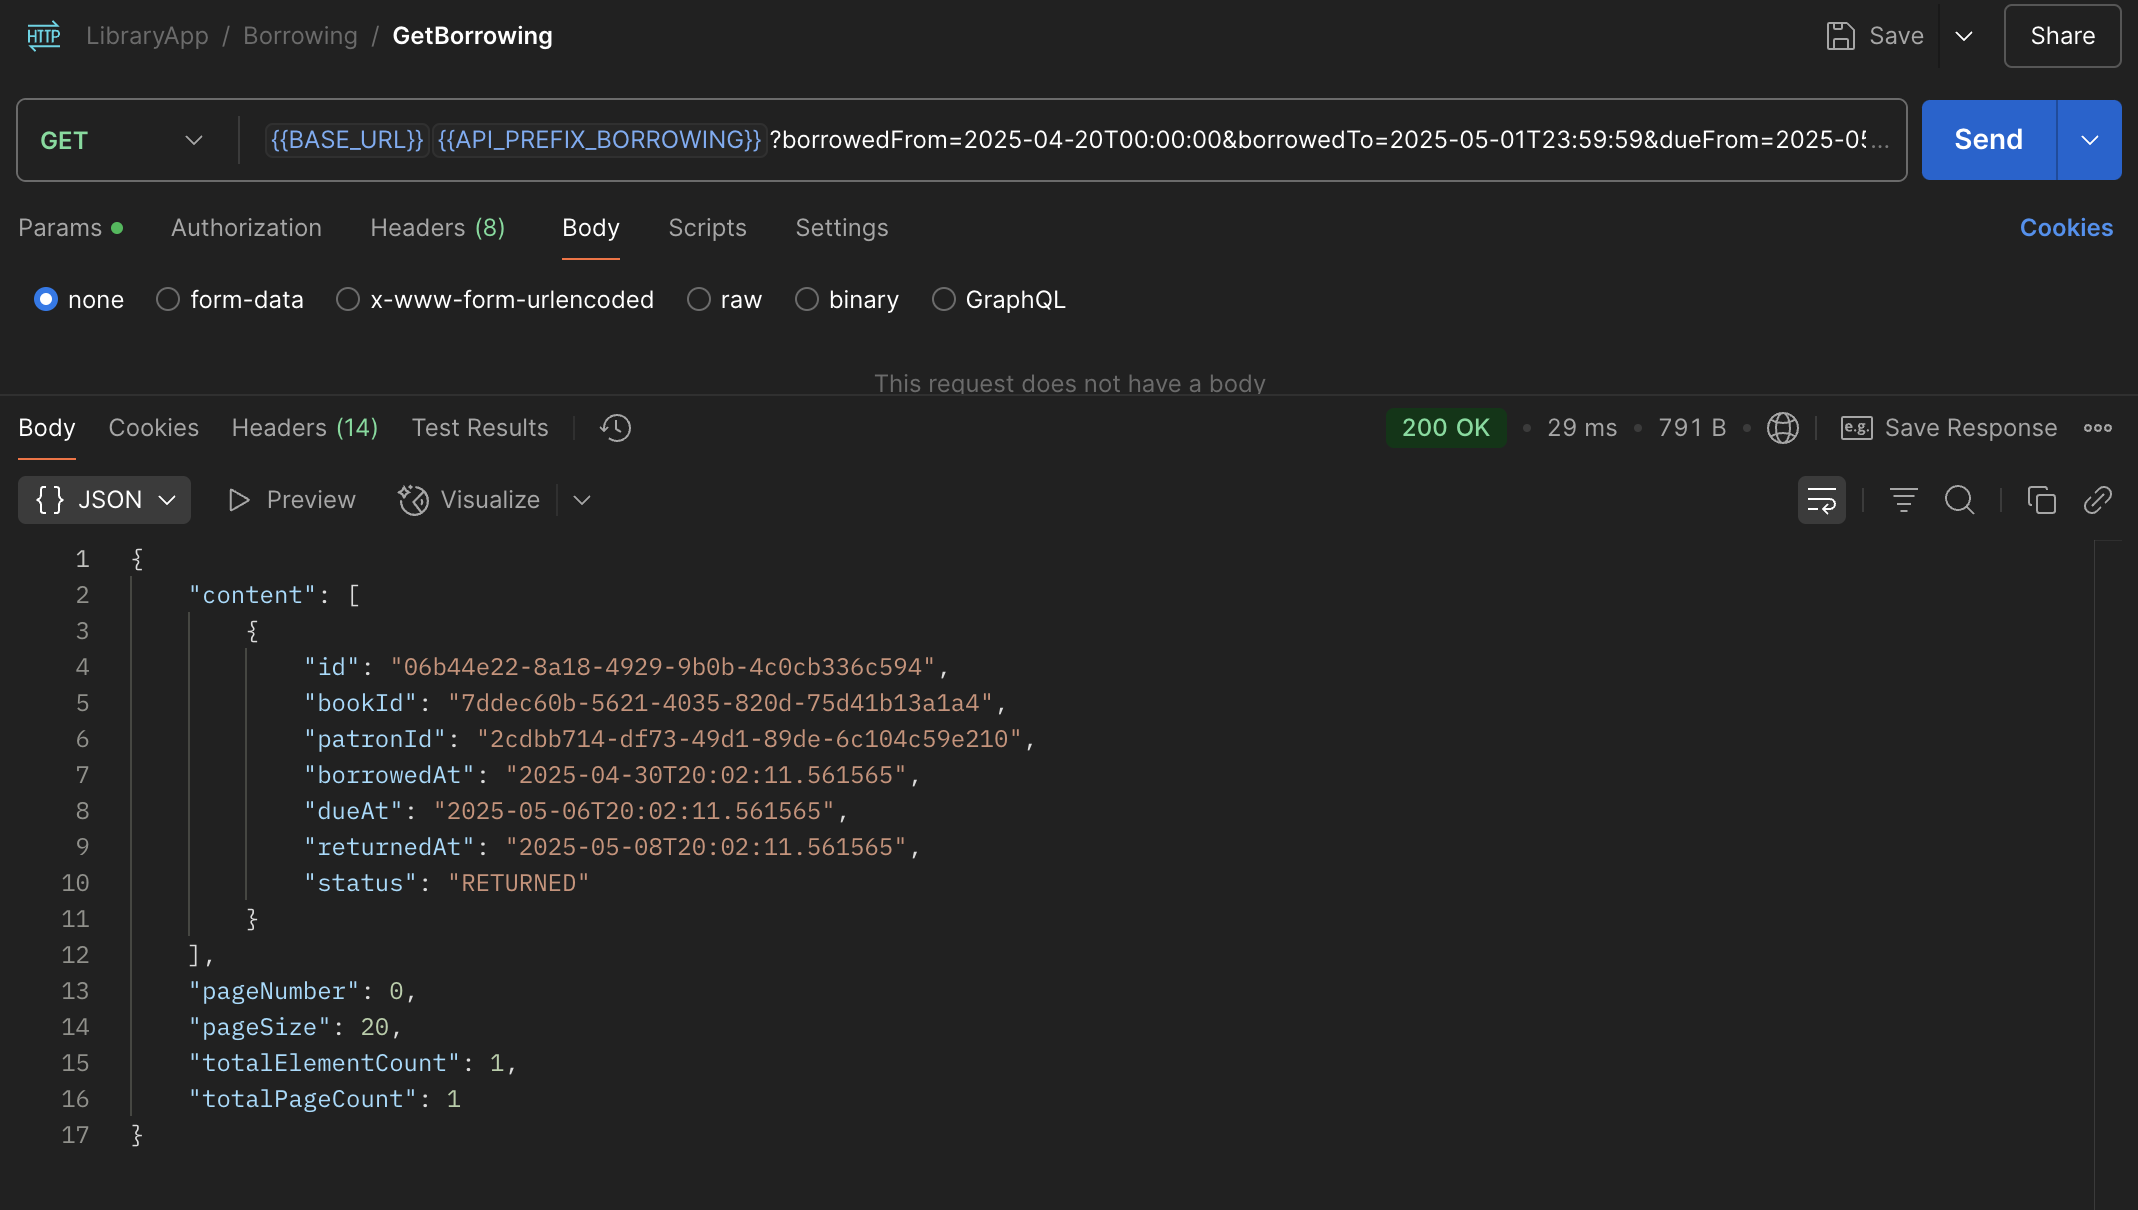 HTTP LibraryApp / Borrowing / GetBorrowing Save Share
GET {{BASE_URL}} {{API_PREFIX_BORROWING}} ?borrowedFrom=2025-04-20T00:00:00&borrowedTo=2025-05-01T23:59:59&dueFrom=2025-05... Send
Params Authorization Headers (8) Body Scripts Settings Cookies
none form-data x-www-form-urlencoded raw binary GraphQL
This request does not have a body
Body Cookies Headers (14) Test Results 200 OK • 29 ms • 791 B • e.g. Save Response
{} JSON Preview Visualize
1 {
2 "content": [
3 {
4 "id": "06b44e22-8a18-4929-9b0b-4c0cb336c594",
5 "bookId": "7ddec60b-5621-4035-820d-75d41b13a1a4",
6 "patronId": "2cdbb714-df73-49d1-89de-6c104c59e210",
7 "borrowedAt": "2025-04-30T20:02:11.561565",
8 "dueAt": "2025-05-06T20:02:11.561565",
9 "returnedAt": "2025-05-08T20:02:11.561565",
10 "status": "RETURNED"
11 }
12 ],
13 "pageNumber": 0,
14 "pageSize": 20,
15 "totalElementCount": 1,
16 "totalPageCount": 1
17 }